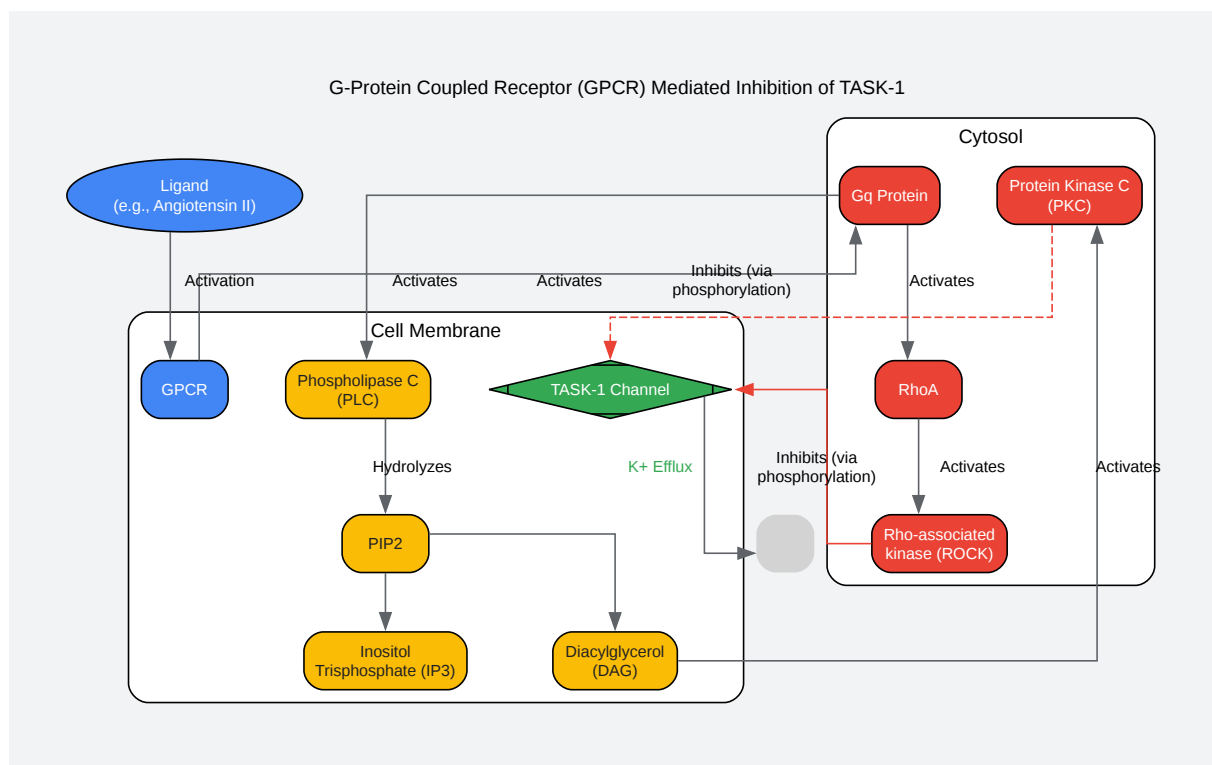 G-Protein Coupled Receptor (GPCR) Mediated Inhibition of TASK-1
Cytosol
Ligand
(e.g., Angiotensin II)
Gq Protein
Protein Kinase C
(PKC)
Activation
Activates
Activates
Inhibits (via
phosphorylation)
Activates
Cell Membrane
GPCR
Phospholipase C
(PLC)
TASK-1 Channel
RhoA
Hydrolyzes
K+ Efflux
Inhibits (via
phosphorylation)
Activates
Activates
PIP2
Rho-associated
kinase (ROCK)
Inositol
Trisphosphate (IP3)
Diacylglycerol
(DAG)